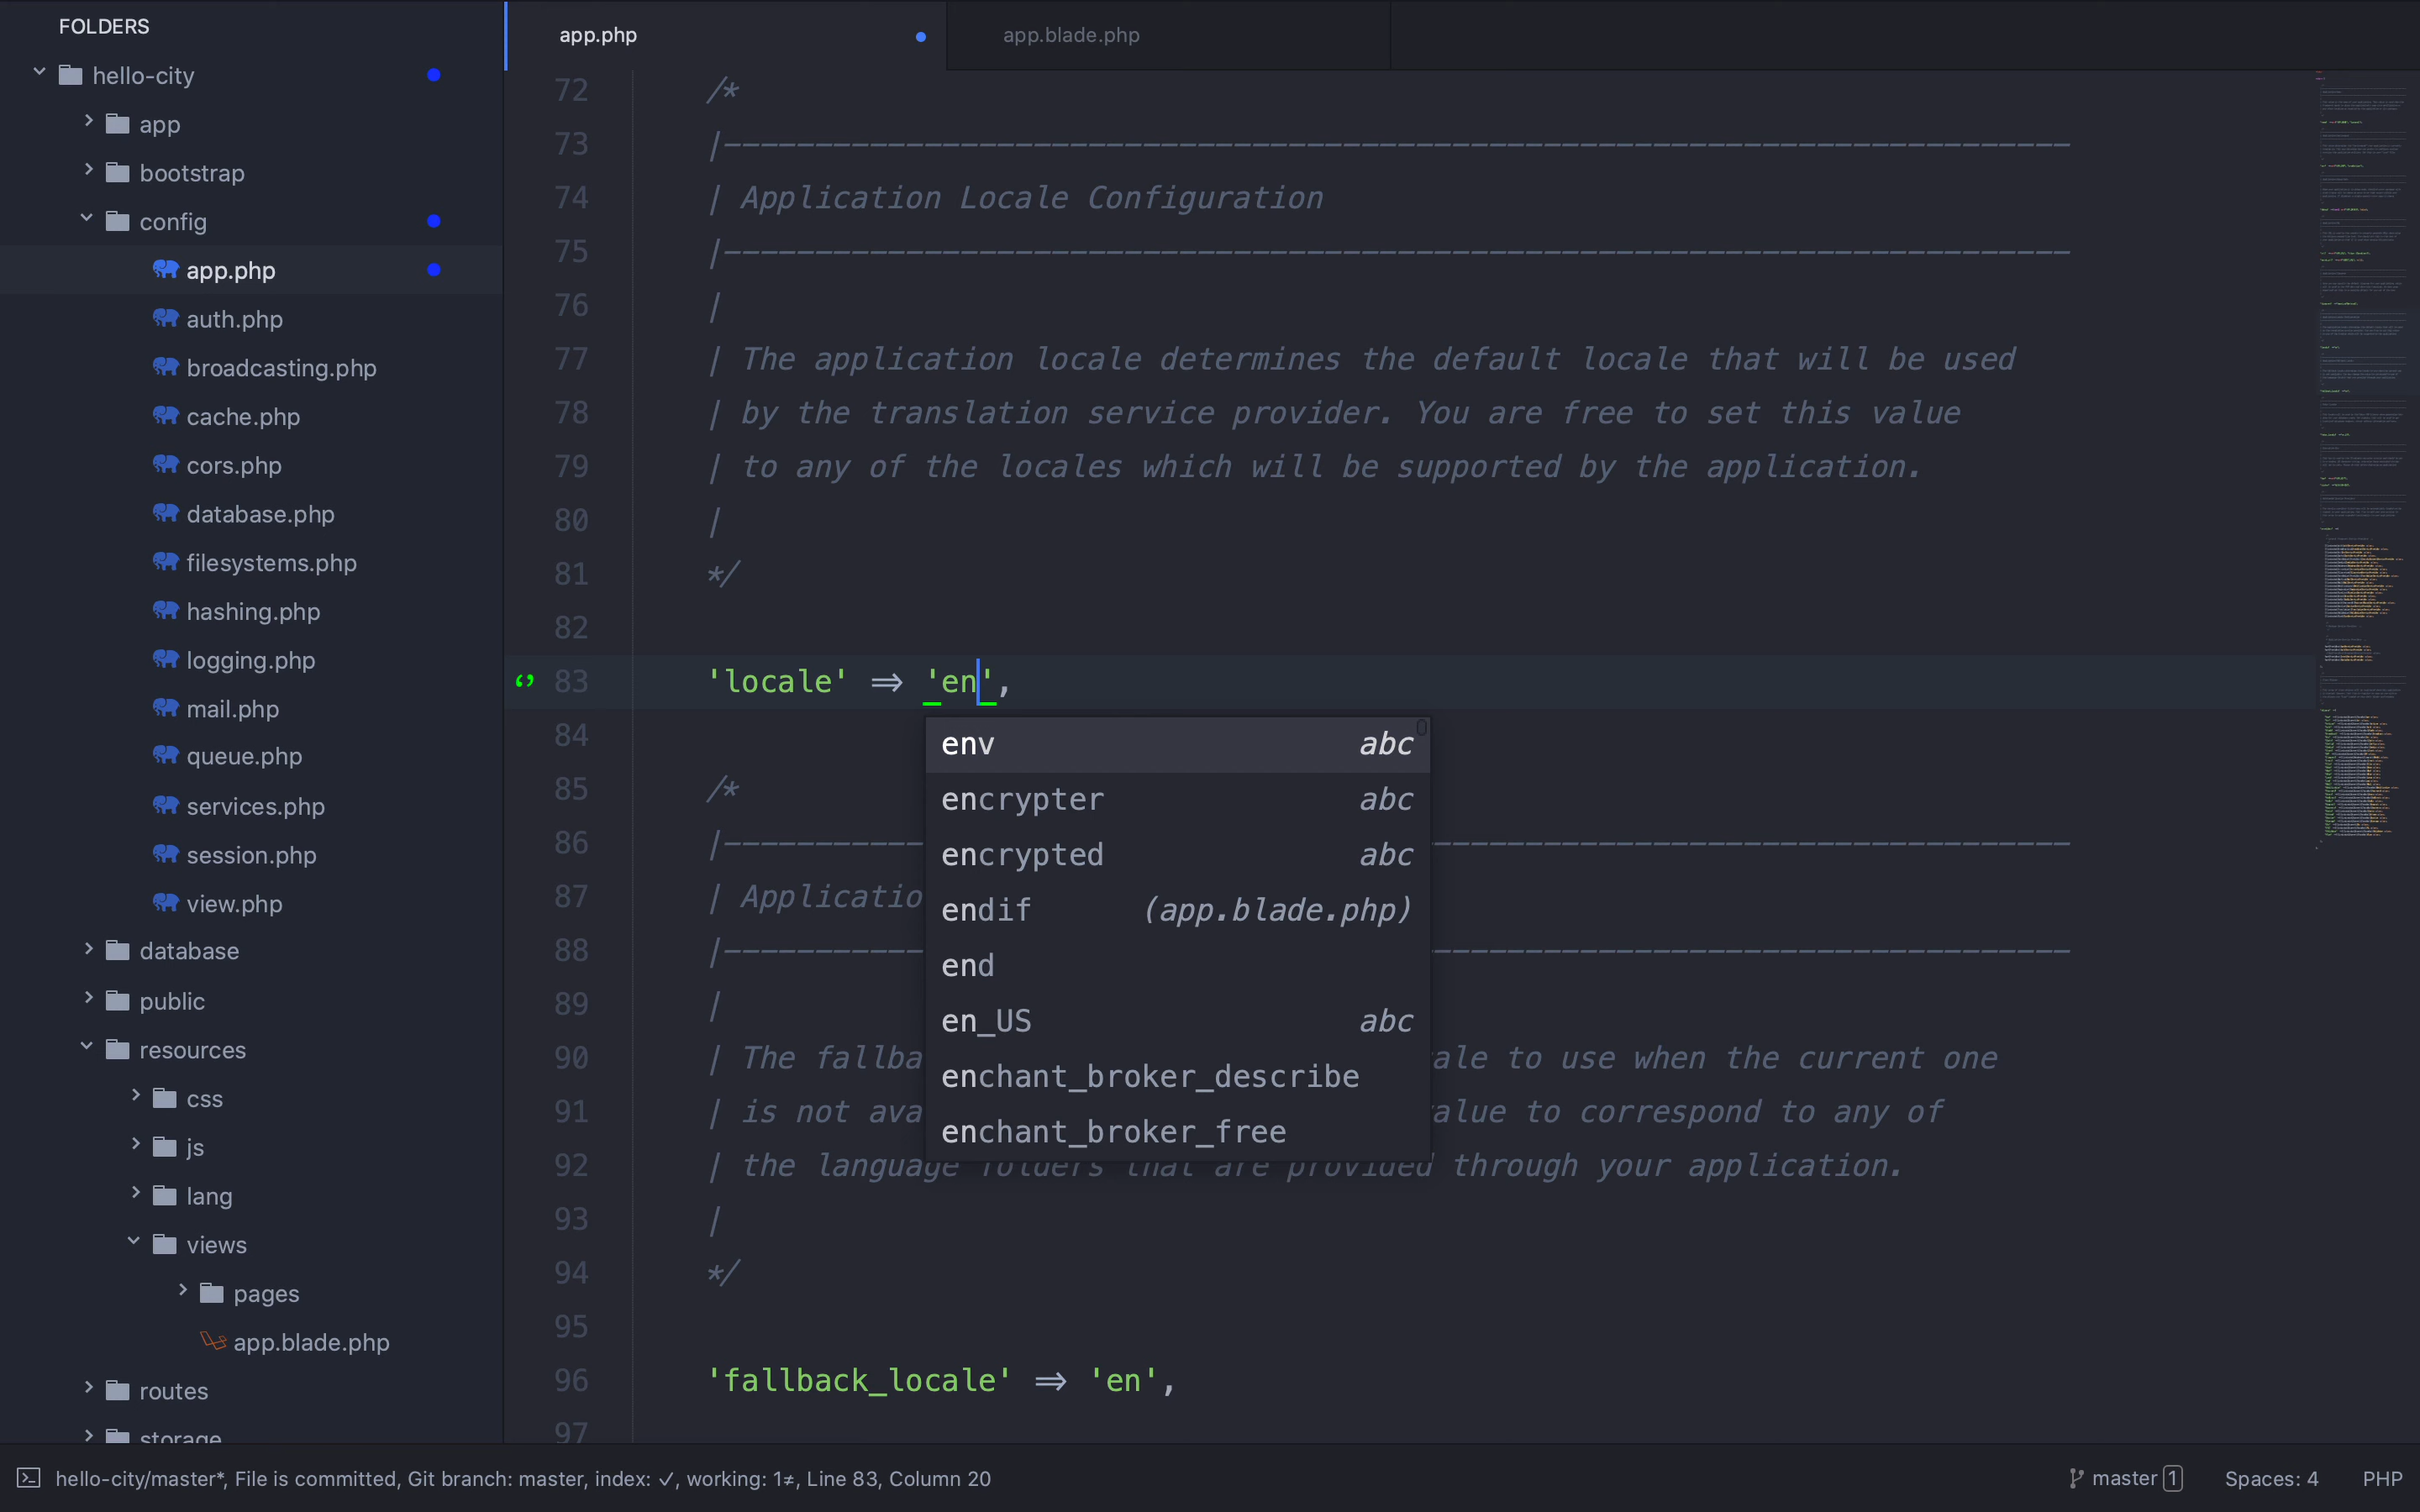 FOLDERS
hello-city
app
bootstrap
config
app.php
auth.php
broadcasting.php
cache.php
cors.php
database.php
filesystems.php
hashing.php
logging.php
mail.php
queue.php
services.php
session.php
view.php
database
public
resources
css
js
lang
views
pages
app.blade.php
routes
storage
app.php
app.blade.php
72 /*
73 |--------------------------------------------------------------------------
74 | Application Locale Configuration
75 |--------------------------------------------------------------------------
76 |
77 | The application locale determines the default locale that will be used
78 | by the translation service provider. You are free to set this value
79 | to any of the locales which will be supported by the application.
80 |
81 */
82
83 'locale' => 'en',
84
85 /*
86 |--------------------------------------------------------------------------
87 | Applicatio
88 |--------------------------------------------------------------------------
89 |
90 | The fallba ale to use when the current one
91 | is not ava alue to correspond to any of
92 | the language folders that are provided through your application.
93 |
94 */
95
96 'fallback_locale' => 'en',
97
env abc
encrypter abc
encrypted abc
endif (app.blade.php)
end
en_US abc
enchant_broker_describe
enchant_broker_free
hello-city/master*, File is committed, Git branch: master, index: ✓, working: 1≠, Line 83, Column 20
master 1
Spaces: 4
PHP